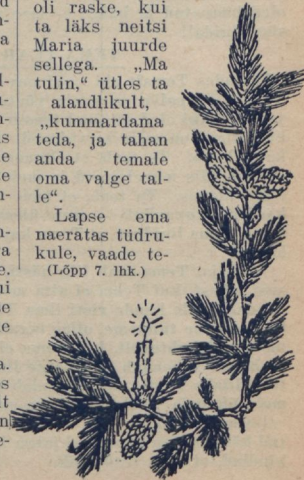 oli raske, kui
ta läks neitsi
Maria juurde
sellega. „Ma
tulin,“ ütles ta
alandlikult,
„kummardama
teda, ja tahan
anda temale
oma valge tal-
le“.
Lapse ema
naeratas tüdru-
kule, vaade te-
(Lõpp 7. lhk.)